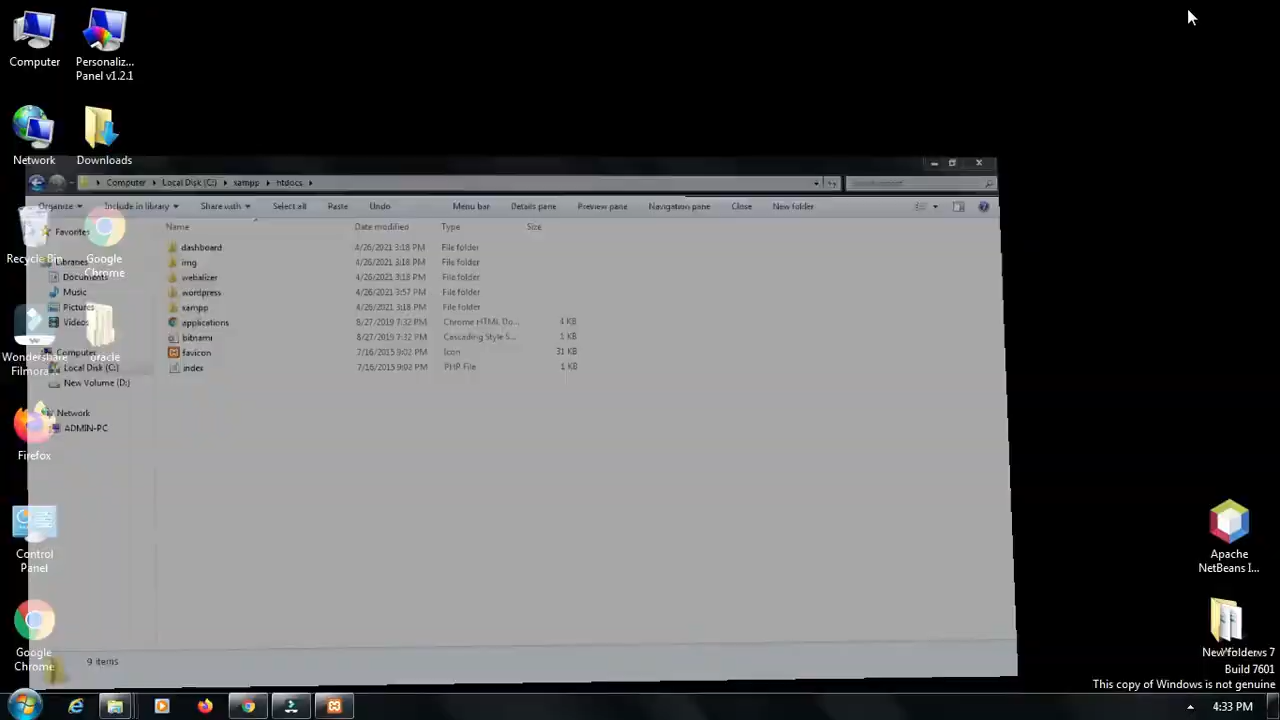 Computer
Personaliz...
Panel v1.2.1
Network
Downloads
Computer
Local Disk (C:)
xampp
htdocs
Organize
Include in library
Share with
Select all
Paste
Undo
Menu bar
Details pane
Preview pane
Navigation pane
Close
New folder
Name
Date modified
Type
Size
Favorites
Libraries
Documents
Music
Pictures
Videos
Computer
Local Disk (C:)
New Volume (D:)
Network
ADMIN-PC
dashboard 4/26/2021 3:18 PM File folder
img 4/26/2021 3:18 PM File folder
webalizer 4/26/2021 3:18 PM File folder
wordpress 4/26/2021 3:57 PM File folder
xampp 4/26/2021 3:18 PM File folder
applications 8/27/2019 7:32 PM Chrome HTML Do... 4 KB
bitnami 8/27/2019 7:32 PM Cascading Style S... 1 KB
favicon 7/16/2015 9:02 PM Icon 31 KB
index 7/16/2015 9:02 PM PHP File 1 KB
9 items
Recycle Bin
Google
Chrome
Wondershare
Filmora
oracle
Firefox
Control
Panel
Google
Chrome
Apache
NetBeans I...
New folder
Build 7601
This copy of Windows is not genuine
4:33 PM